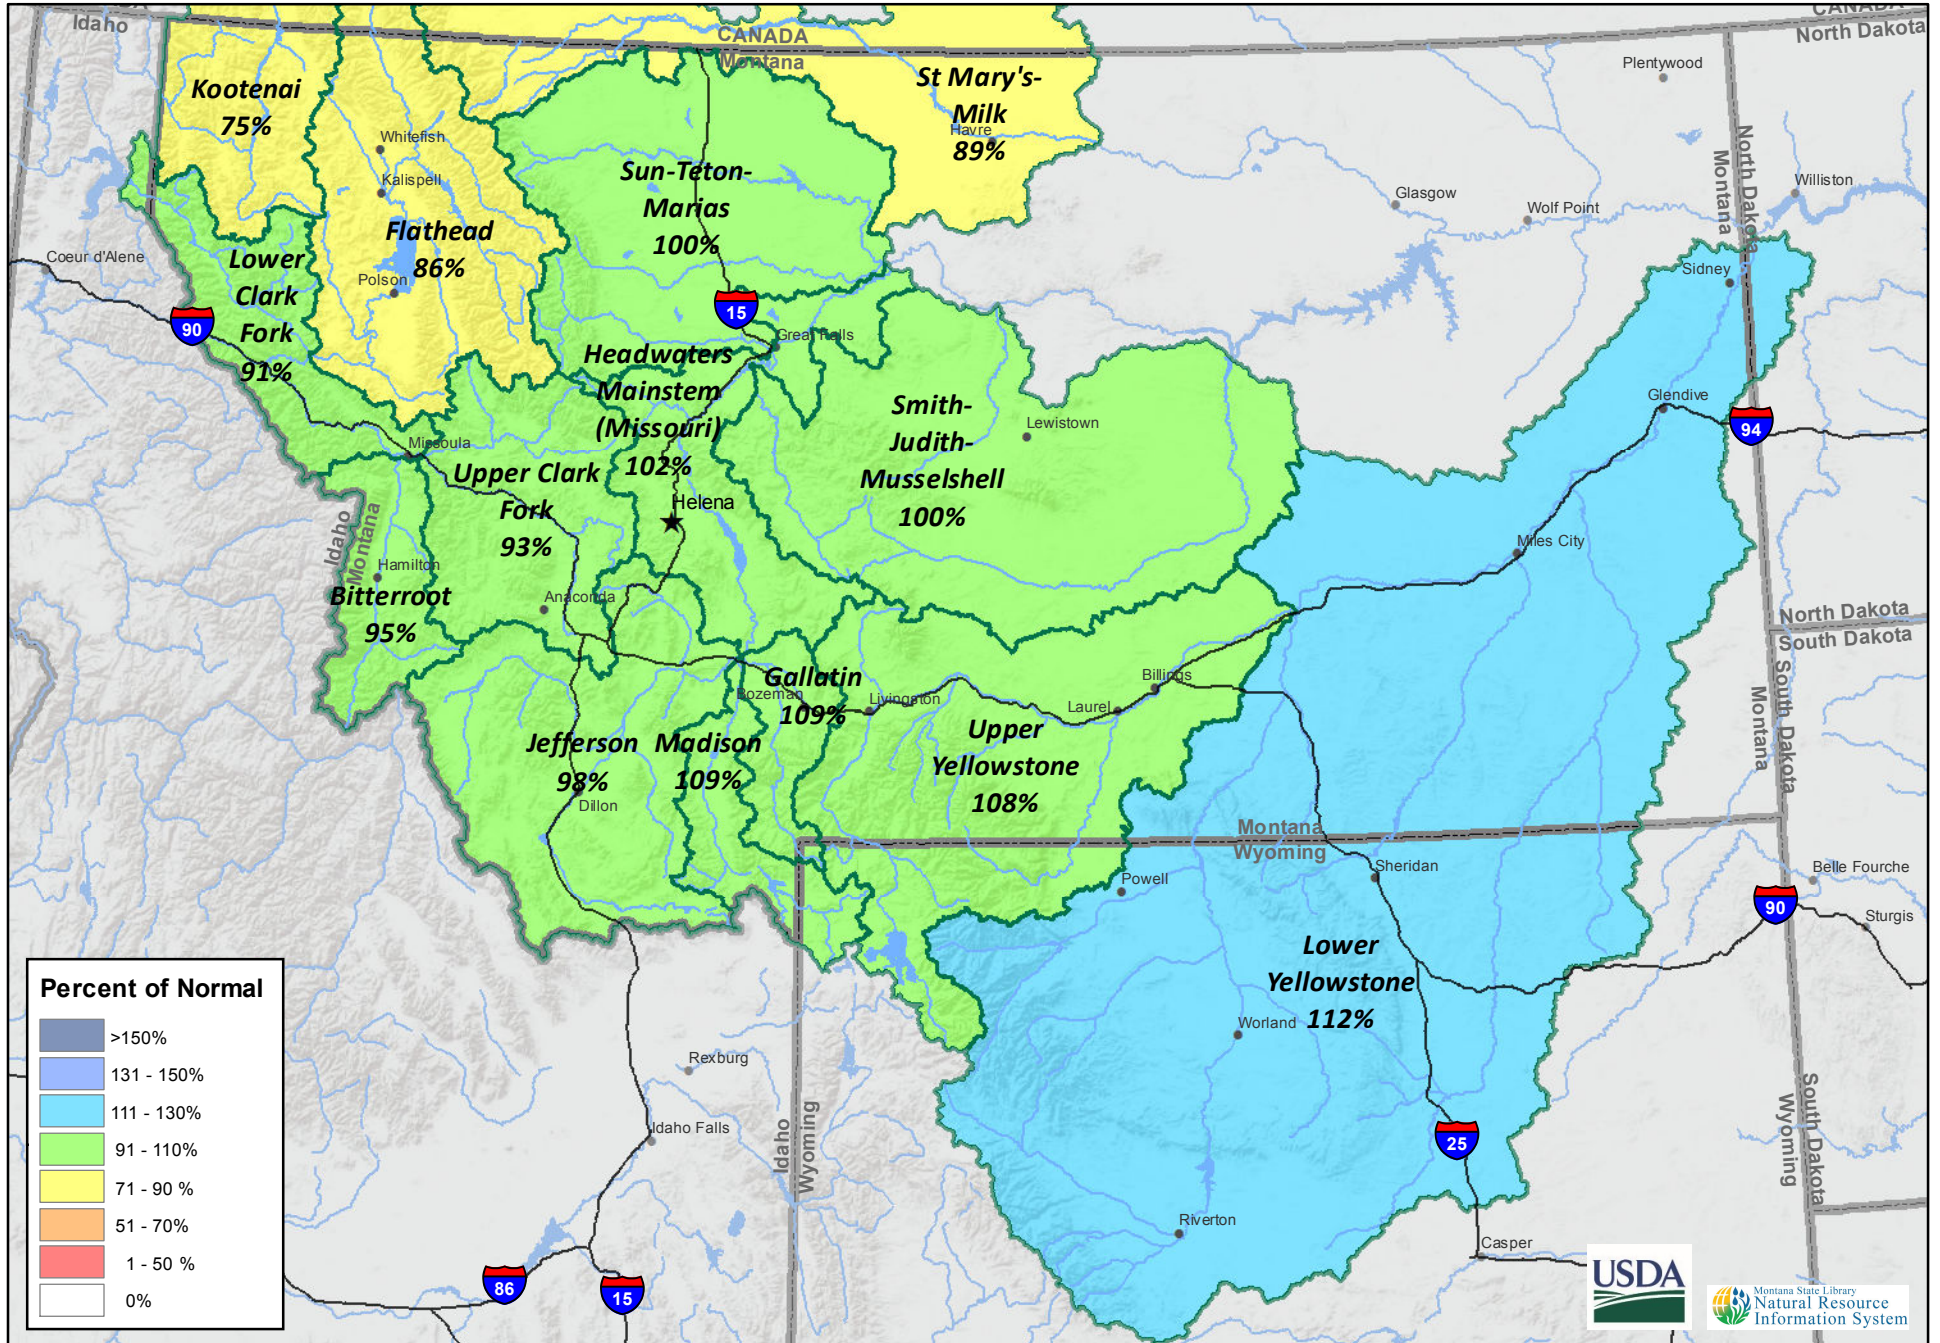 CANADA
Idaho
CANADA
Montana
CANADA
North Dakota
Kootenai
75%
Whitefish
Kalispell
Flathead
86%
Polson
St Mary's-
Milk
Havre
89%
Sun-Teton-
Marias
100%
Plentywood
Glasgow
Wolf Point
Williston
North Dakota
Montana
Sidney
Coeur d'Alene
Lower
Clark
Fork
91%
90
15
Great Falls
Headwaters
Mainstem
(Missouri)
102%
Helena
Smith-
Judith-
Musselshell
100%
Lewistown
Glendive
94
Missoula
Upper Clark
Fork
93%
Idaho
Montana
Hamilton
Bitterroot
95%
Anaconda
Miles City
North Dakota
South Dakota
Gallatin
Bozeman
109%
Livingston
Laurel
Billings
Jefferson
98%
Dillon
Madison
109%
Upper
Yellowstone
108%
South Dakota
Montana
Montana
Wyoming
Powell
Sheridan
Belle Fourche
90
Sturgis
Lower
Yellowstone
112%
Worland
Rexburg
Idaho Falls
Idaho
Wyoming
25
South Dakota
Wyoming
Riverton
Casper
86
15
Percent of Normal
>150%
131 - 150%
111 - 130%
91 - 110%
71 - 90 %
51 - 70%
1 - 50 %
0%
USDA
Montana State Library
Natural Resource
Information System